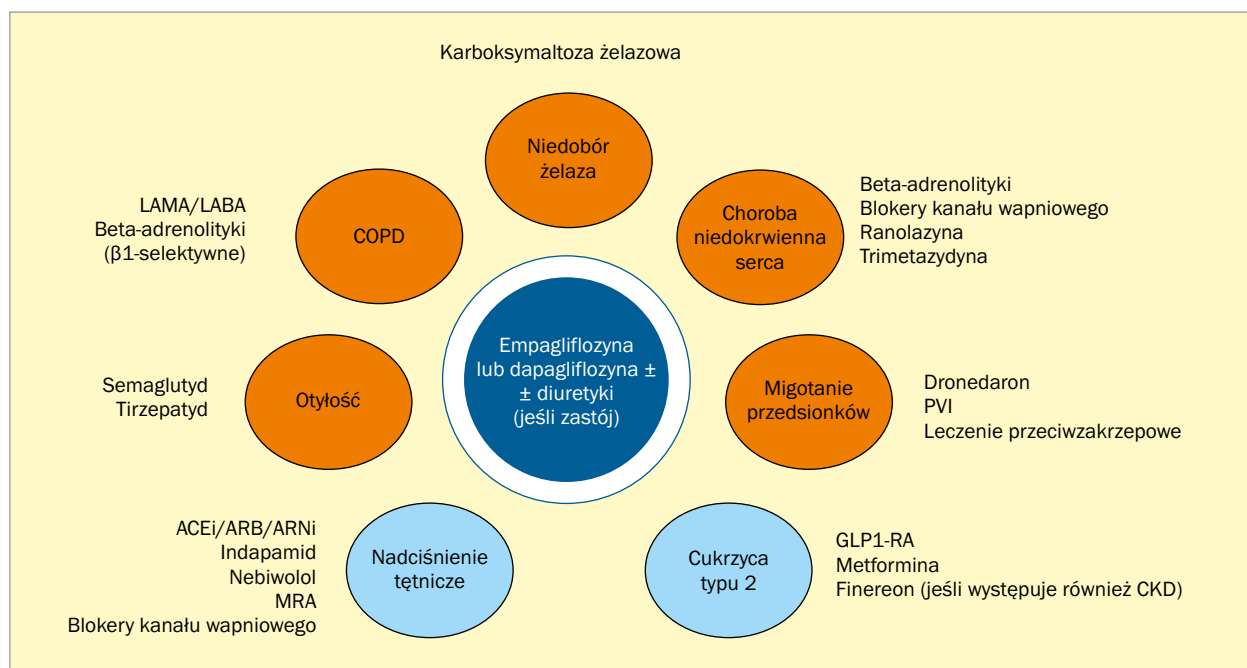 Karboksymaltoza żelazowa
Niedobór
żelaza
LAMA/LABA
Beta-adrenolityki
(β1-selektywne)
COPD
Choroba
niedokrwienna
serca
Beta-adrenolityki
Blokery kanału wapniowego
Ranolazyna
Trimetazydyna
Empagliflozyna
lub dapagliflozyna ±
± diuretyki
(jeśli zastój)
Semaglutyd
Tirzepatyd
Otyłość
Migotanie
przedsionków
Dronedaron
PVI
Leczenie przeciwzakrzepowe
ACEi/ARB/ARNi
Indapamid
Nebiwolol
MRA
Blokery kanału wapniowego
Nadciśnienie
tętnicze
Cukrzyca
typu 2
GLP1-RA
Metformina
Finereon (jeśli występuje również CKD)